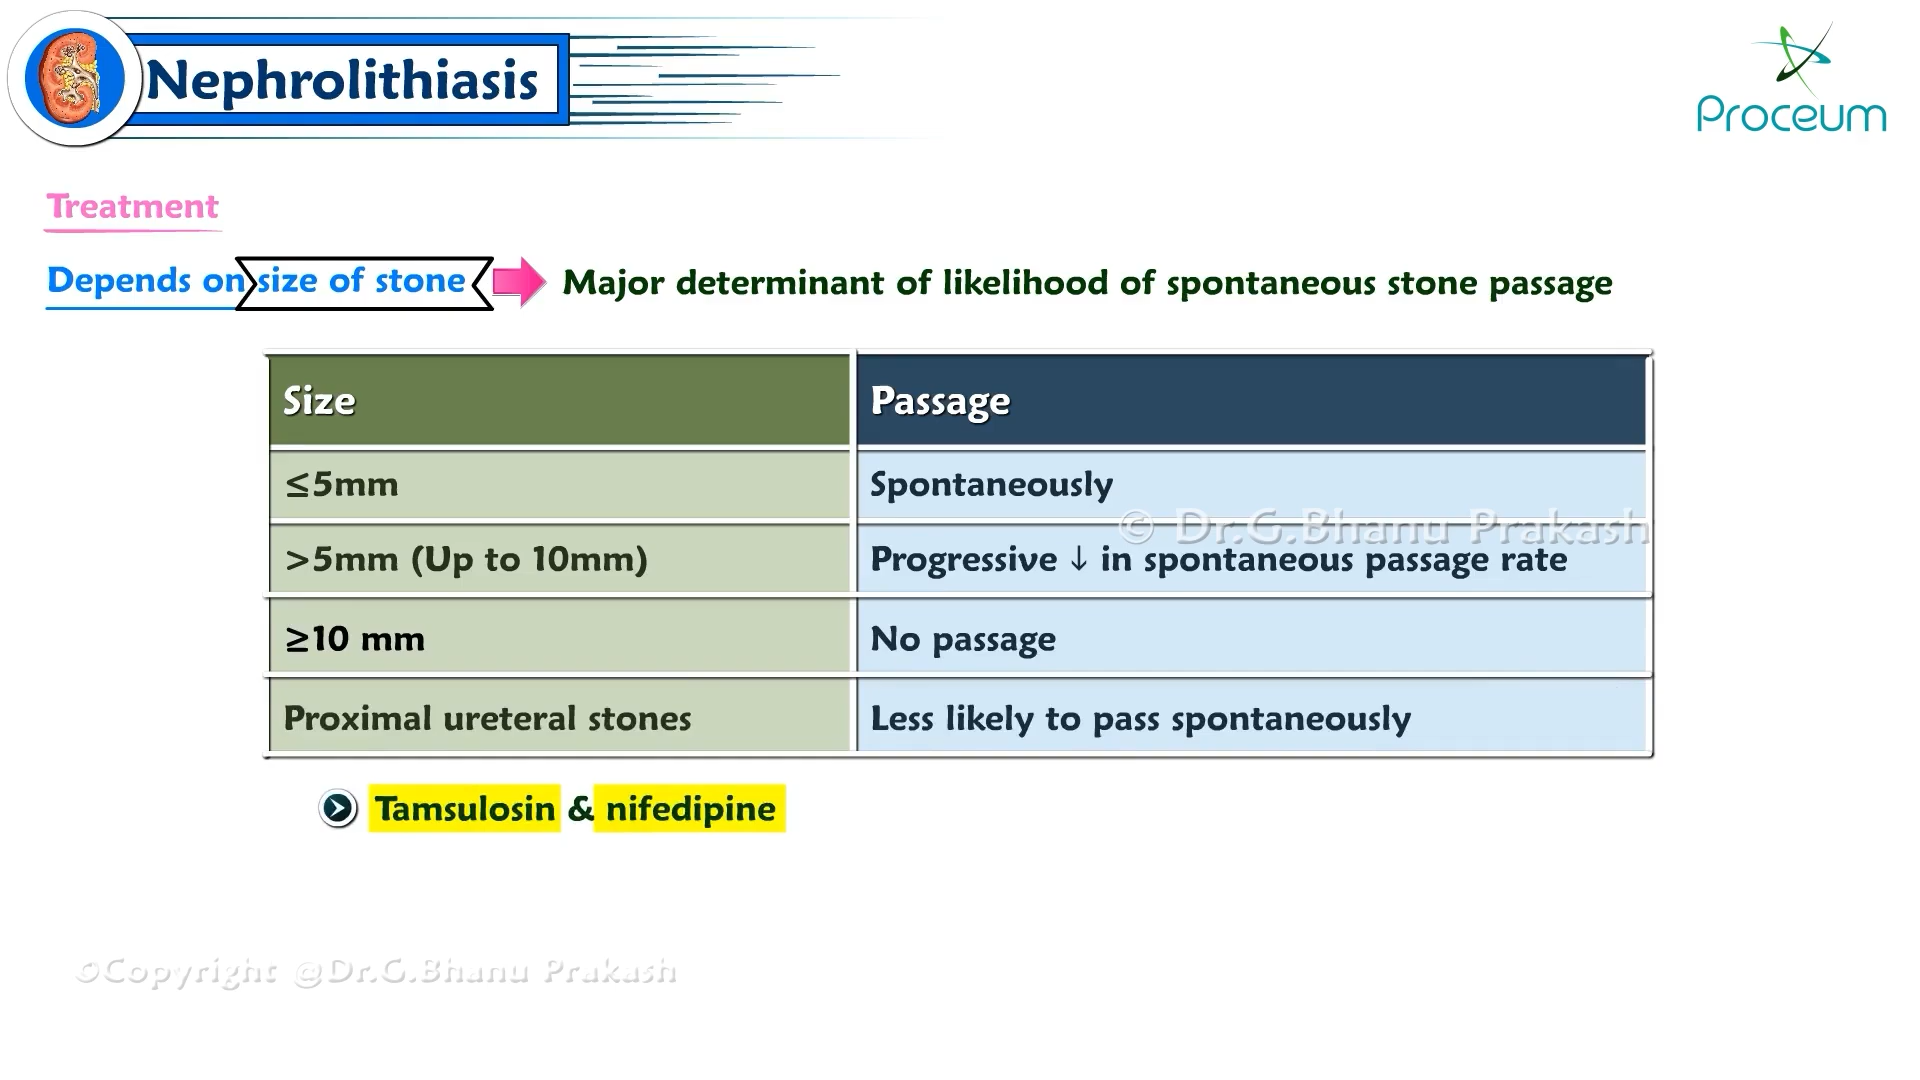 Nephrolithiasis
Proceum
Treatment
Depends on size of stone Major determinant of likelihood of spontaneous stone passage
Size Passage
≤5mm Spontaneously
© Dr.G.Bhanu Prakash
>5mm (Up to 10mm) Progressive ↓ in spontaneous passage rate
≥10 mm No passage
Proximal ureteral stones Less likely to pass spontaneously
Tamsulosin & nifedipine
©Copyright @Dr.G.Bhanu Prakash